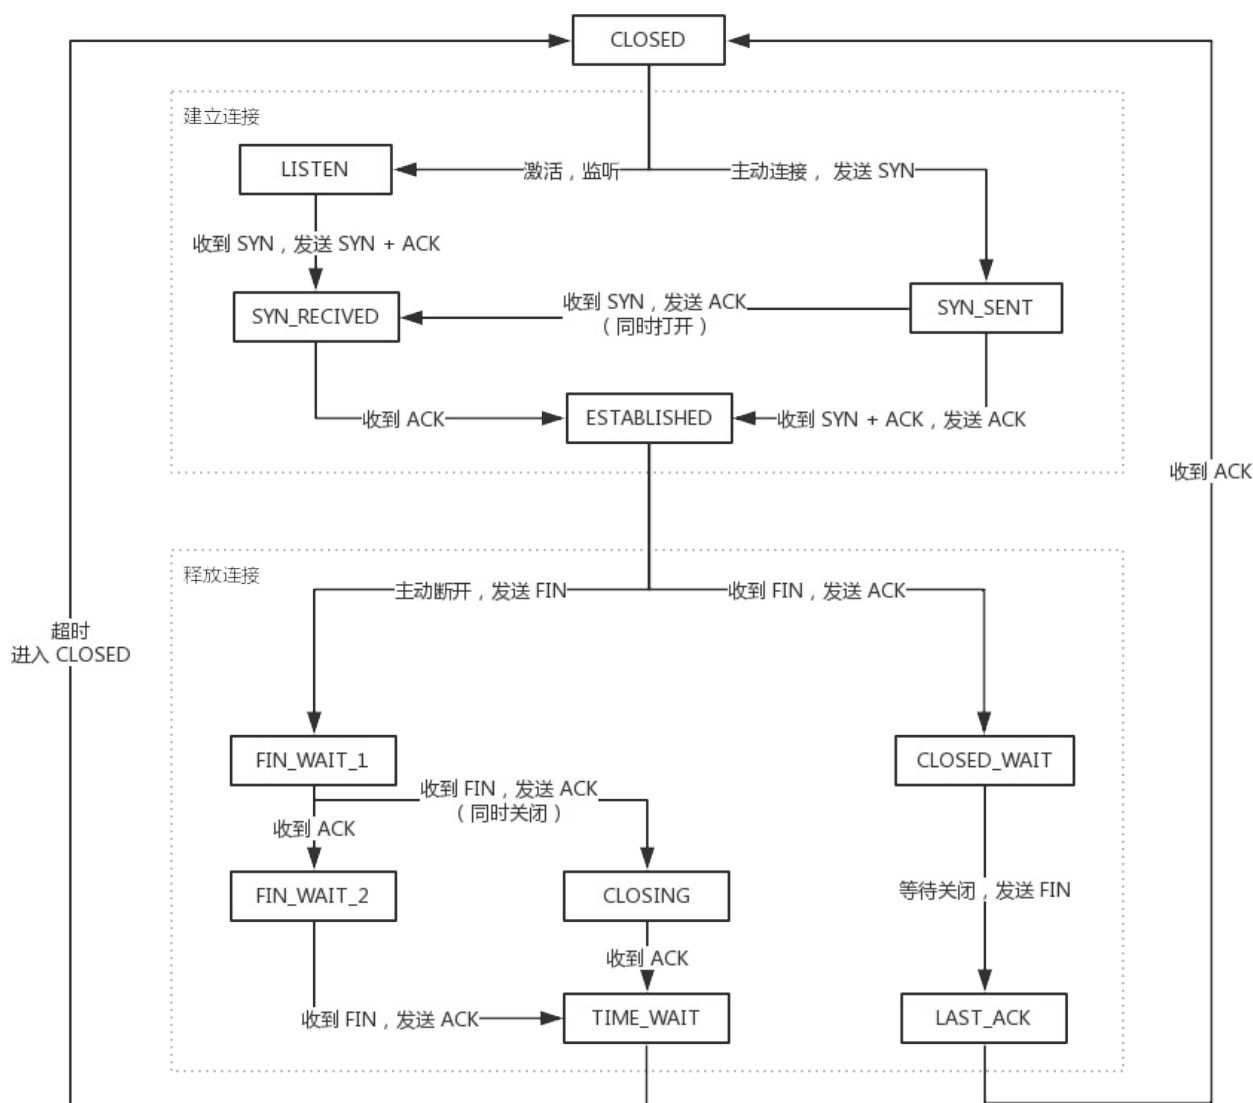 CLOSED
建立连接
LISTEN
激活，监听
主动连接，发送 SYN
收到 SYN，发送 SYN + ACK
SYN_RECIVED
收到 SYN，发送 ACK
（同时打开）
SYN_SENT
收到 ACK
ESTABLISHED
收到 SYN + ACK，发送 ACK
收到 ACK
释放连接
主动断开，发送 FIN
收到 FIN，发送 ACK
超时
进入 CLOSED
FIN_WAIT_1
CLOSED_WAIT
收到 FIN，发送 ACK
（同时关闭）
收到 ACK
FIN_WAIT_2
CLOSING
等待关闭，发送 FIN
收到 ACK
收到 FIN，发送 ACK
TIME_WAIT
LAST_ACK